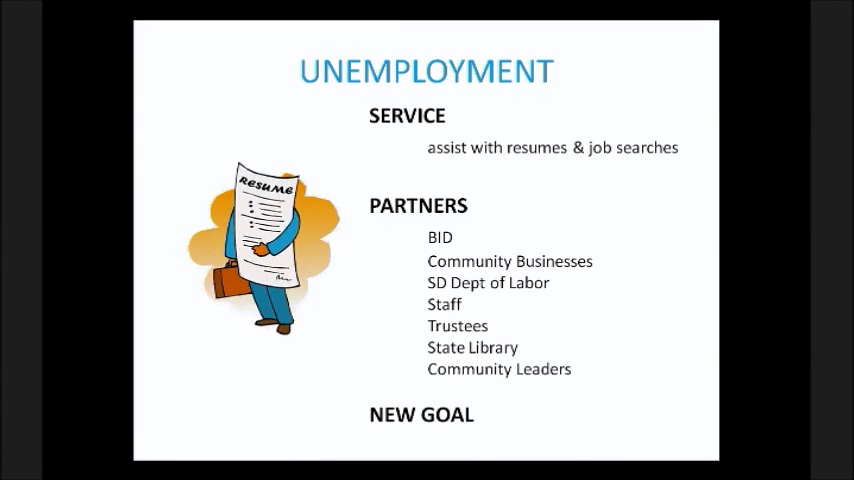 UNEMPLOYMENT
SERVICE
assist with resumes & job searches
RESUME
PARTNERS
BID
Community Businesses
SD Dept of Labor
Staff
Trustees
State Library
Community Leaders
NEW GOAL